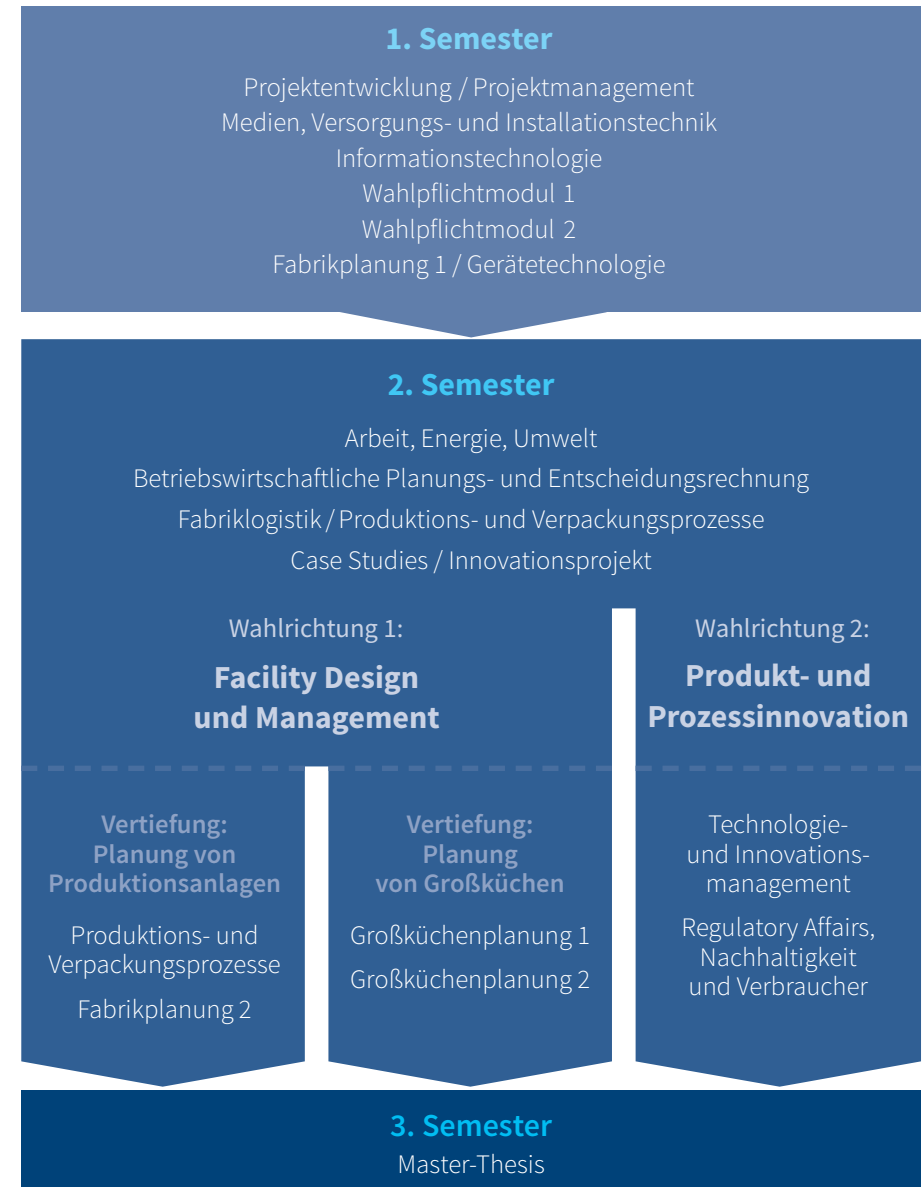 1. Semester
Projektentwicklung / Projektmanagement
Medien, Versorgungs- und Installationstechnik
Informationstechnologie
Wahlpflichtmodul 1
Wahlpflichtmodul 2
Fabrikplanung 1 / Gerätetechnologie
2. Semester
Arbeit, Energie, Umwelt
Betriebswirtschaftliche Planungs- und Entscheidungsrechnung
Fabriklogistik / Produktions- und Verpackungsprozesse
Case Studies / Innovationsprojekt
Wahlrichtung 1:
Facility Design
und Management
Vertiefung:
Planung von
Produktionsanlagen
Produktions- und
Verpackungsprozesse
Fabrikplanung 2
Vertiefung:
Planung
von Großküchen
Großküchenplanung 1
Großküchenplanung 2
Wahlrichtung 2:
Produkt- und
Prozessinnovation
Technologie-
und Innovations-
management
Regulatory Affairs,
Nachhaltigkeit
und Verbraucher
3. Semester
Master-Thesis